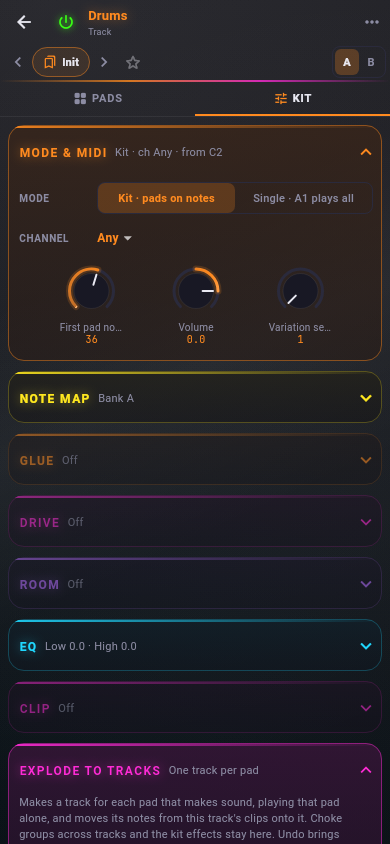 Drums
Track
Init
A B
PADS KIT
MODE & MIDI Kit · ch Any · from C2
MODE Kit · pads on notes Single · A1 plays all
CHANNEL Any
First pad no... Volume Variation se...
36 0.0 1
NOTE MAP Bank A
GLUE Off
DRIVE Off
ROOM Off
EQ Low 0.0 · High 0.0
CLIP Off
EXPLODE TO TRACKS One track per pad
Makes a track for each pad that makes sound, playing that pad
alone, and moves its notes from this track's clips onto it. Choke
groups across tracks and the kit effects stay here. Undo brings